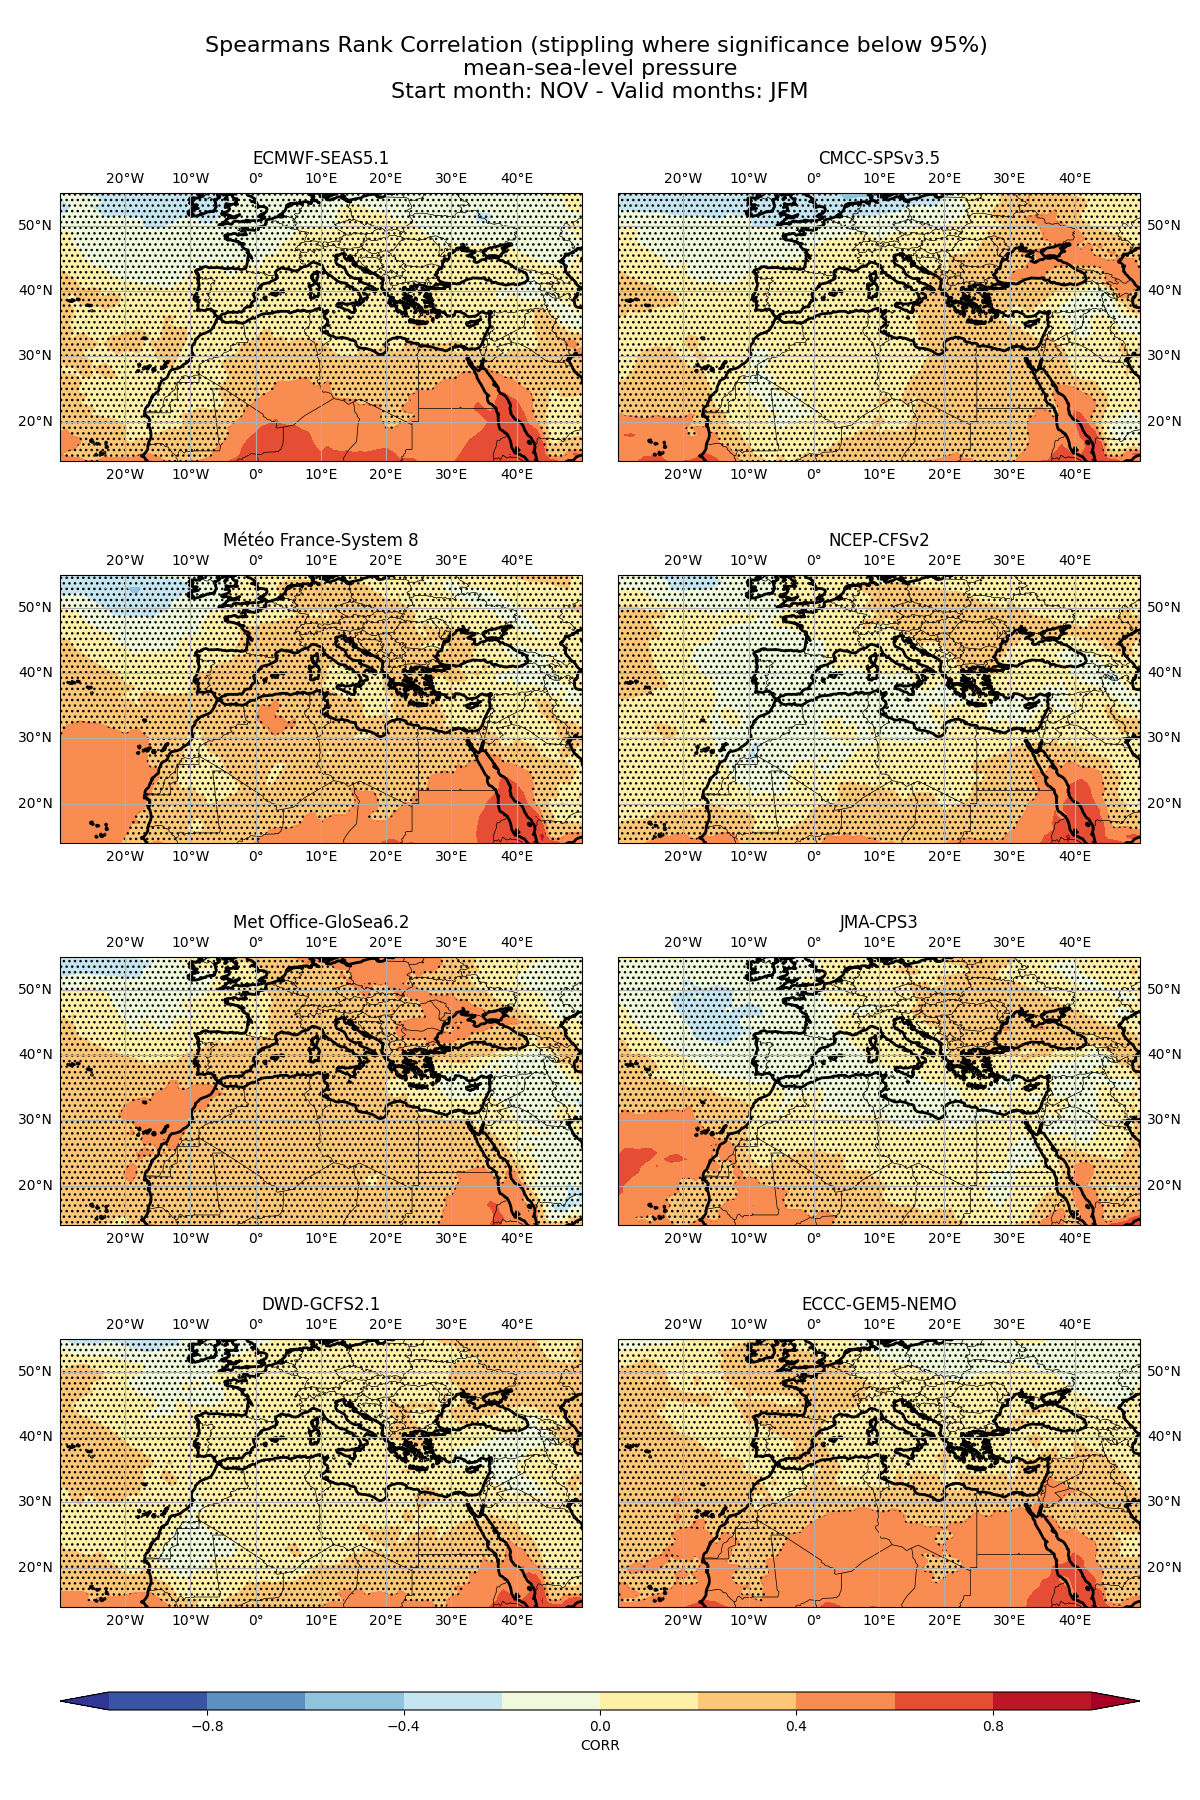 Spearmans Rank Correlation (stippling where significance below 95%)
mean-sea-level pressure
Start month: NOV - Valid months: JFM
ECMWF-SEAS5.1
20°W 10°W 0° 10°E 20°E 30°E 40°E
50°N
40°N
30°N
20°N
20°W 10°W 0° 10°E 20°E 30°E 40°E
CMCC-SPSv3.5
20°W 10°W 0° 10°E 20°E 30°E 40°E
50°N
40°N
30°N
20°N
20°W 10°W 0° 10°E 20°E 30°E 40°E
Météo France-System 8
20°W 10°W 0° 10°E 20°E 30°E 40°E
50°N
40°N
30°N
20°N
20°W 10°W 0° 10°E 20°E 30°E 40°E
NCEP-CFSv2
20°W 10°W 0° 10°E 20°E 30°E 40°E
50°N
40°N
30°N
20°N
20°W 10°W 0° 10°E 20°E 30°E 40°E
Met Office-GloSea6.2
20°W 10°W 0° 10°E 20°E 30°E 40°E
50°N
40°N
30°N
20°N
20°W 10°W 0° 10°E 20°E 30°E 40°E
JMA-CPS3
20°W 10°W 0° 10°E 20°E 30°E 40°E
50°N
40°N
30°N
20°N
20°W 10°W 0° 10°E 20°E 30°E 40°E
DWD-GCFS2.1
20°W 10°W 0° 10°E 20°E 30°E 40°E
50°N
40°N
30°N
20°N
20°W 10°W 0° 10°E 20°E 30°E 40°E
ECCC-GEM5-NEMO
20°W 10°W 0° 10°E 20°E 30°E 40°E
50°N
40°N
30°N
20°N
20°W 10°W 0° 10°E 20°E 30°E 40°E
−0.8 −0.4 0.0 0.4 0.8
CORR